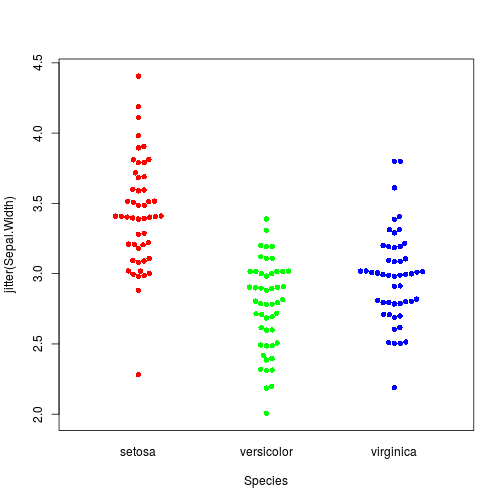 4.5
4.0
3.5
3.0
2.5
2.0
jitter(Sepal.Width)
setosa
versicolor
virginica
Species